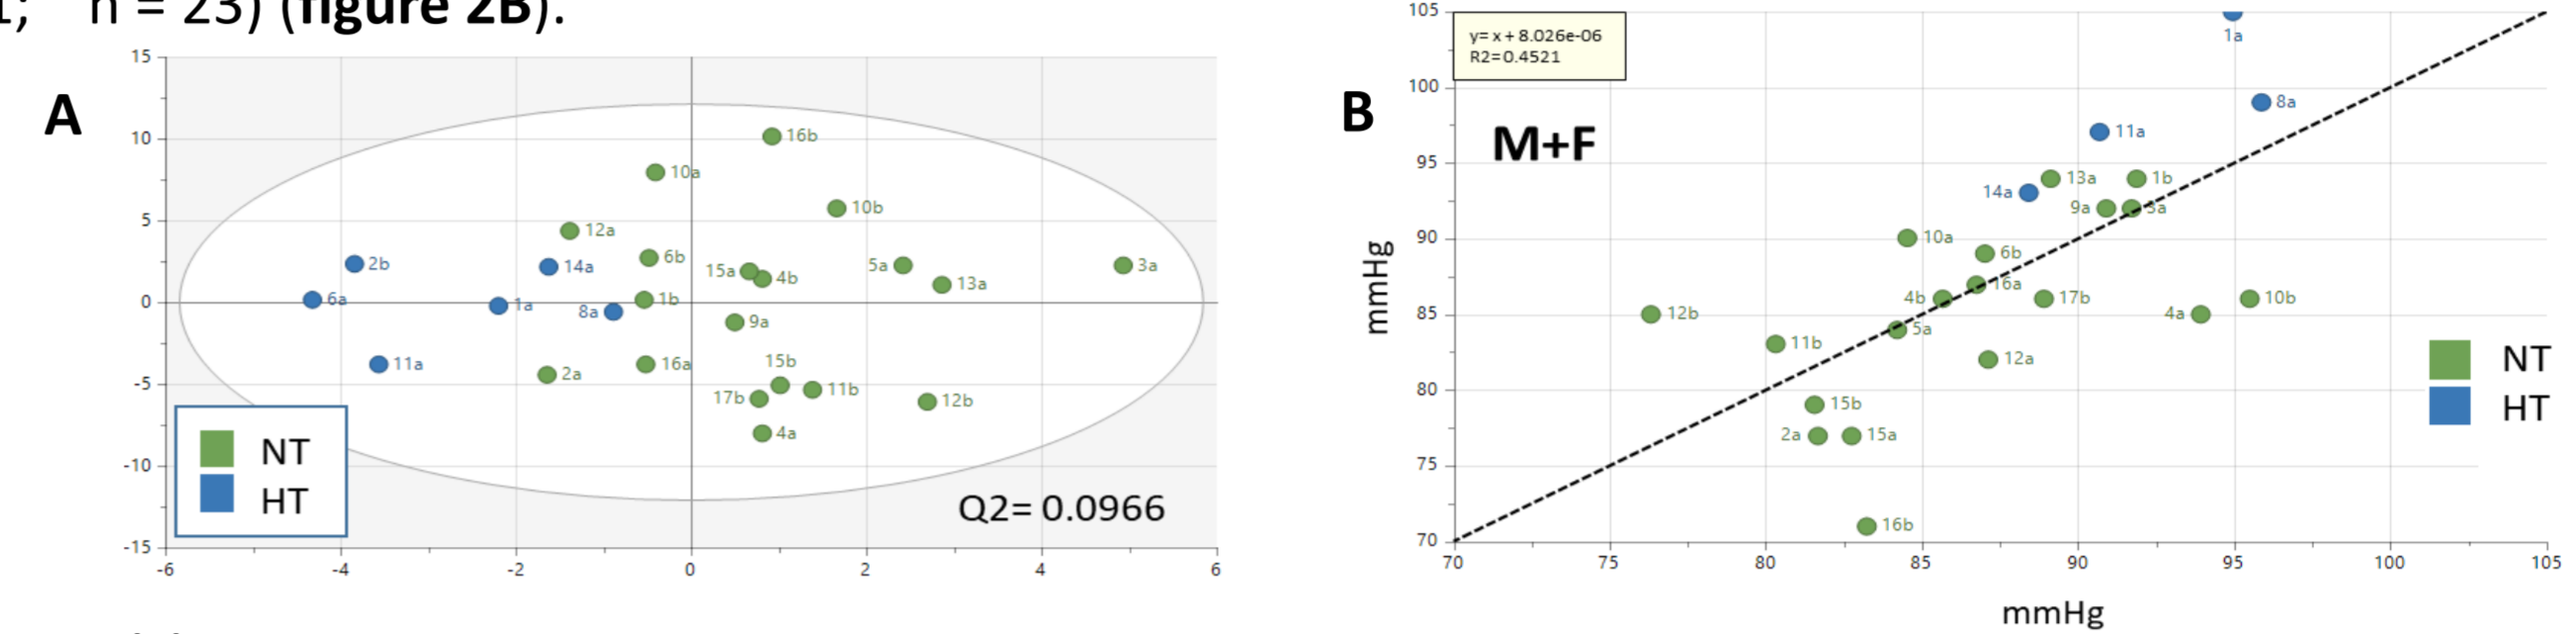 n = 23) (figure 2B).
A
15
10
5
0
-5
-10
-15
-6
-4
-2
0
2
4
6
16b
10a
10b
12a
2b
14a
6b
15a
4b
5a
13a
3a
6a
1a
8a
1b
9a
11a
2a
16a
15b
17b
11b
12b
4a
NT
HT
Q2= 0.0966
B
y= x + 8.026e-06
R2=0.4521
M+F
mmHg
105
100
95
90
85
80
75
70
70
75
80
85
90
95
100
105
mmHg
1a
8a
11a
13a
1b
14a
9a
3a
10a
6b
16a
4b
17b
10b
12b
4a
11b
5a
12a
15b
2a
15a
16b
NT
HT